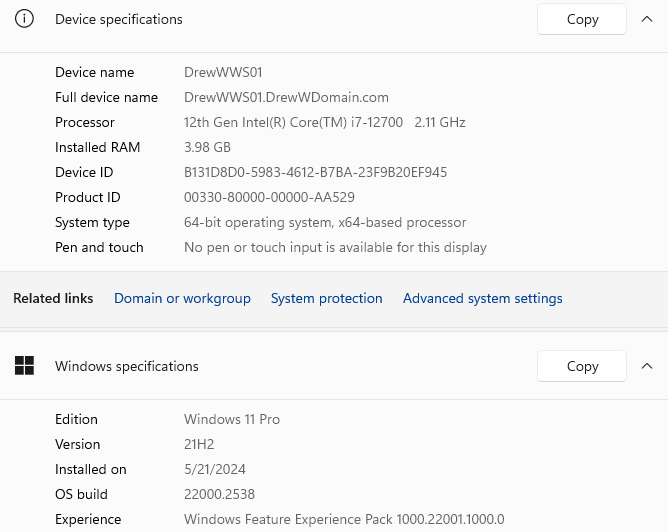 Device specifications Copy
Device name DrewWWS01
Full device name DrewWWS01.DrewWDomain.com
Processor 12th Gen Intel(R) Core(TM) i7-12700 2.11 GHz
Installed RAM 3.98 GB
Device ID B131D8D0-5983-4612-B7BA-23F9B20EF945
Product ID 00330-80000-00000-AA529
System type 64-bit operating system, x64-based processor
Pen and touch No pen or touch input is available for this display
Related links Domain or workgroup System protection Advanced system settings
Windows specifications Copy
Edition Windows 11 Pro
Version 21H2
Installed on 5/21/2024
OS build 22000.2538
Experience Windows Feature Experience Pack 1000.22001.1000.0